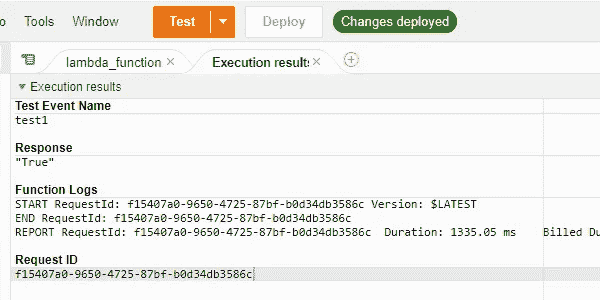 o Tools Window Test Deploy Changes deployed
lambda_function Execution results
Execution results
Test Event Name
test1
Response
"True"
Function Logs
START RequestId: f15407a0-9650-4725-87bf-b0d34db3586c Version: $LATEST
END RequestId: f15407a0-9650-4725-87bf-b0d34db3586c
REPORT RequestId: f15407a0-9650-4725-87bf-b0d34db3586c Duration: 1335.05 ms Billed Du
Request ID
f15407a0-9650-4725-87bf-b0d34db3586c